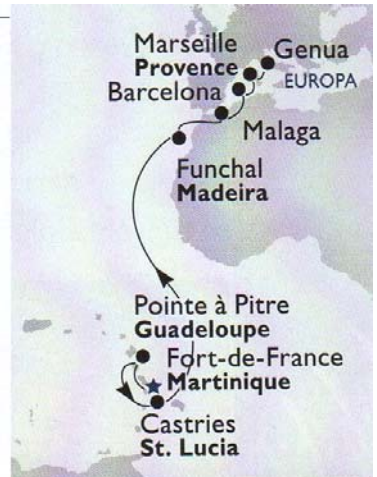 Marseille
Provence
Genua
Barcelona
EUROPA
Malaga
Funchal
Madeira
Pointe à Pitre
Guadeloupe
Fort-de-France
Martinique
Castries
St. Lucia